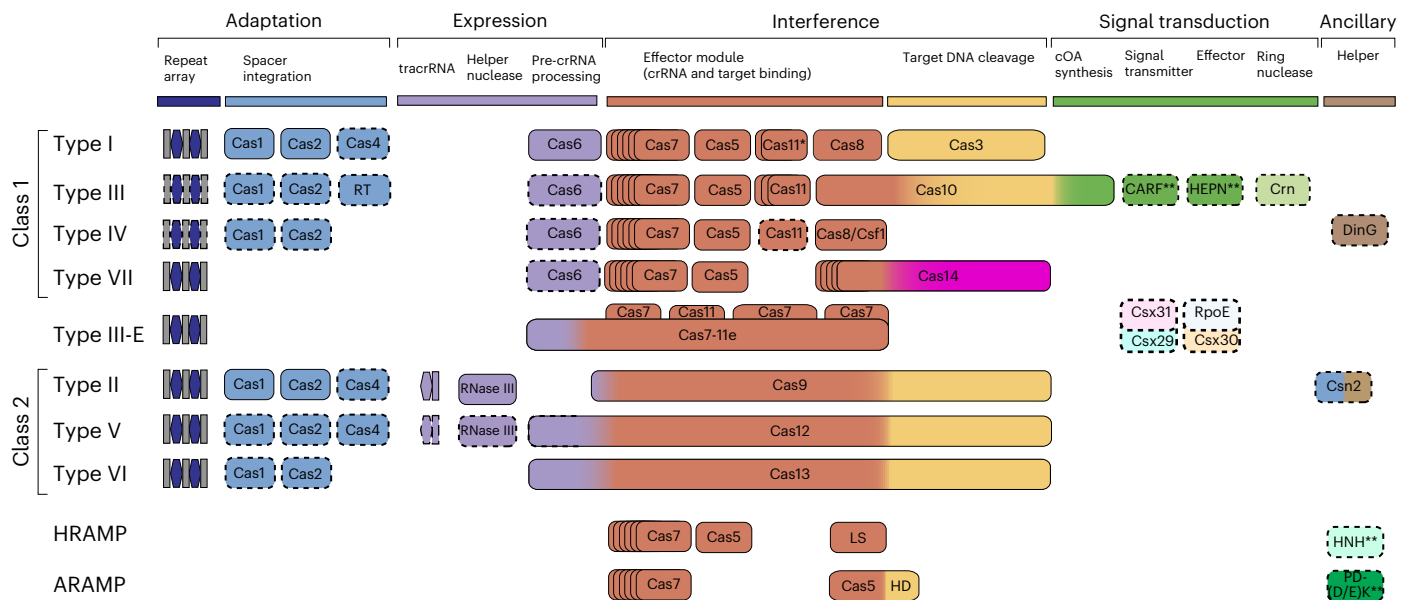 Adaptation
Expression
Interference
Signal transduction
Ancillary
Repeat
array
Spacer
integration
tracrRNA
Helper
nuclease
Pre-crRNA
processing
Effector module
(crRNA and target binding)
Target DNA cleavage
cOA
synthesis
Signal
transmitter
Effector
Ring
nuclease
Helper
Class 1
Type I
Cas1
Cas2
Cas4
Cas6
Cas7
Cas5
Cas11*
Cas8
Cas3
Type III
Cas1
Cas2
RT
Cas6
Cas7
Cas5
Cas11
Cas10
CARF**
HEPN**
Crn
Type IV
Cas1
Cas2
Cas6
Cas7
Cas5
Cas11
Cas8/Csf1
DinG
Type VII
Cas6
Cas7
Cas5
Cas14
Type III-E
Cas7
Cas11
Cas7
Cas7
Cas7-11e
Csx31
RpoE
Csx29
Csx30
Class 2
Type II
Cas1
Cas2
Cas4
RNase III
Cas9
Csn2
Type V
Cas1
Cas2
Cas4
RNase III
Cas12
Type VI
Cas1
Cas2
Cas13
HRAMP
Cas7
Cas5
LS
HNH**
ARAMP
Cas7
Cas5
HD
PD-
(D/E)K**